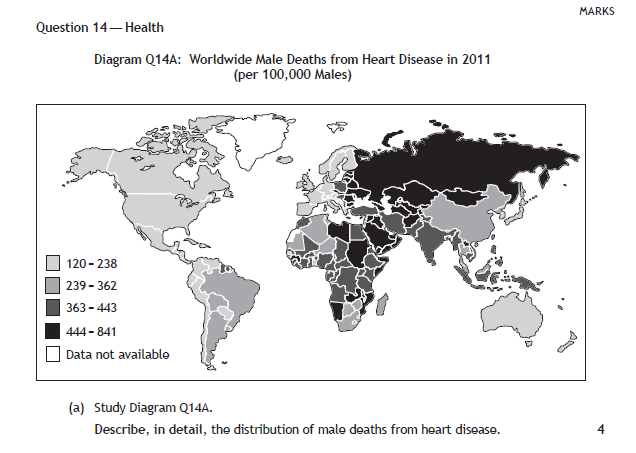 MARKS
Question 14 — Health
Diagram Q14A: Worldwide Male Deaths from Heart Disease in 2011
(per 100,000 Males)
120 – 238
239 – 362
363 – 443
444 – 841
Data not available
(a) Study Diagram Q14A.
Describe, in detail, the distribution of male deaths from heart disease. 4